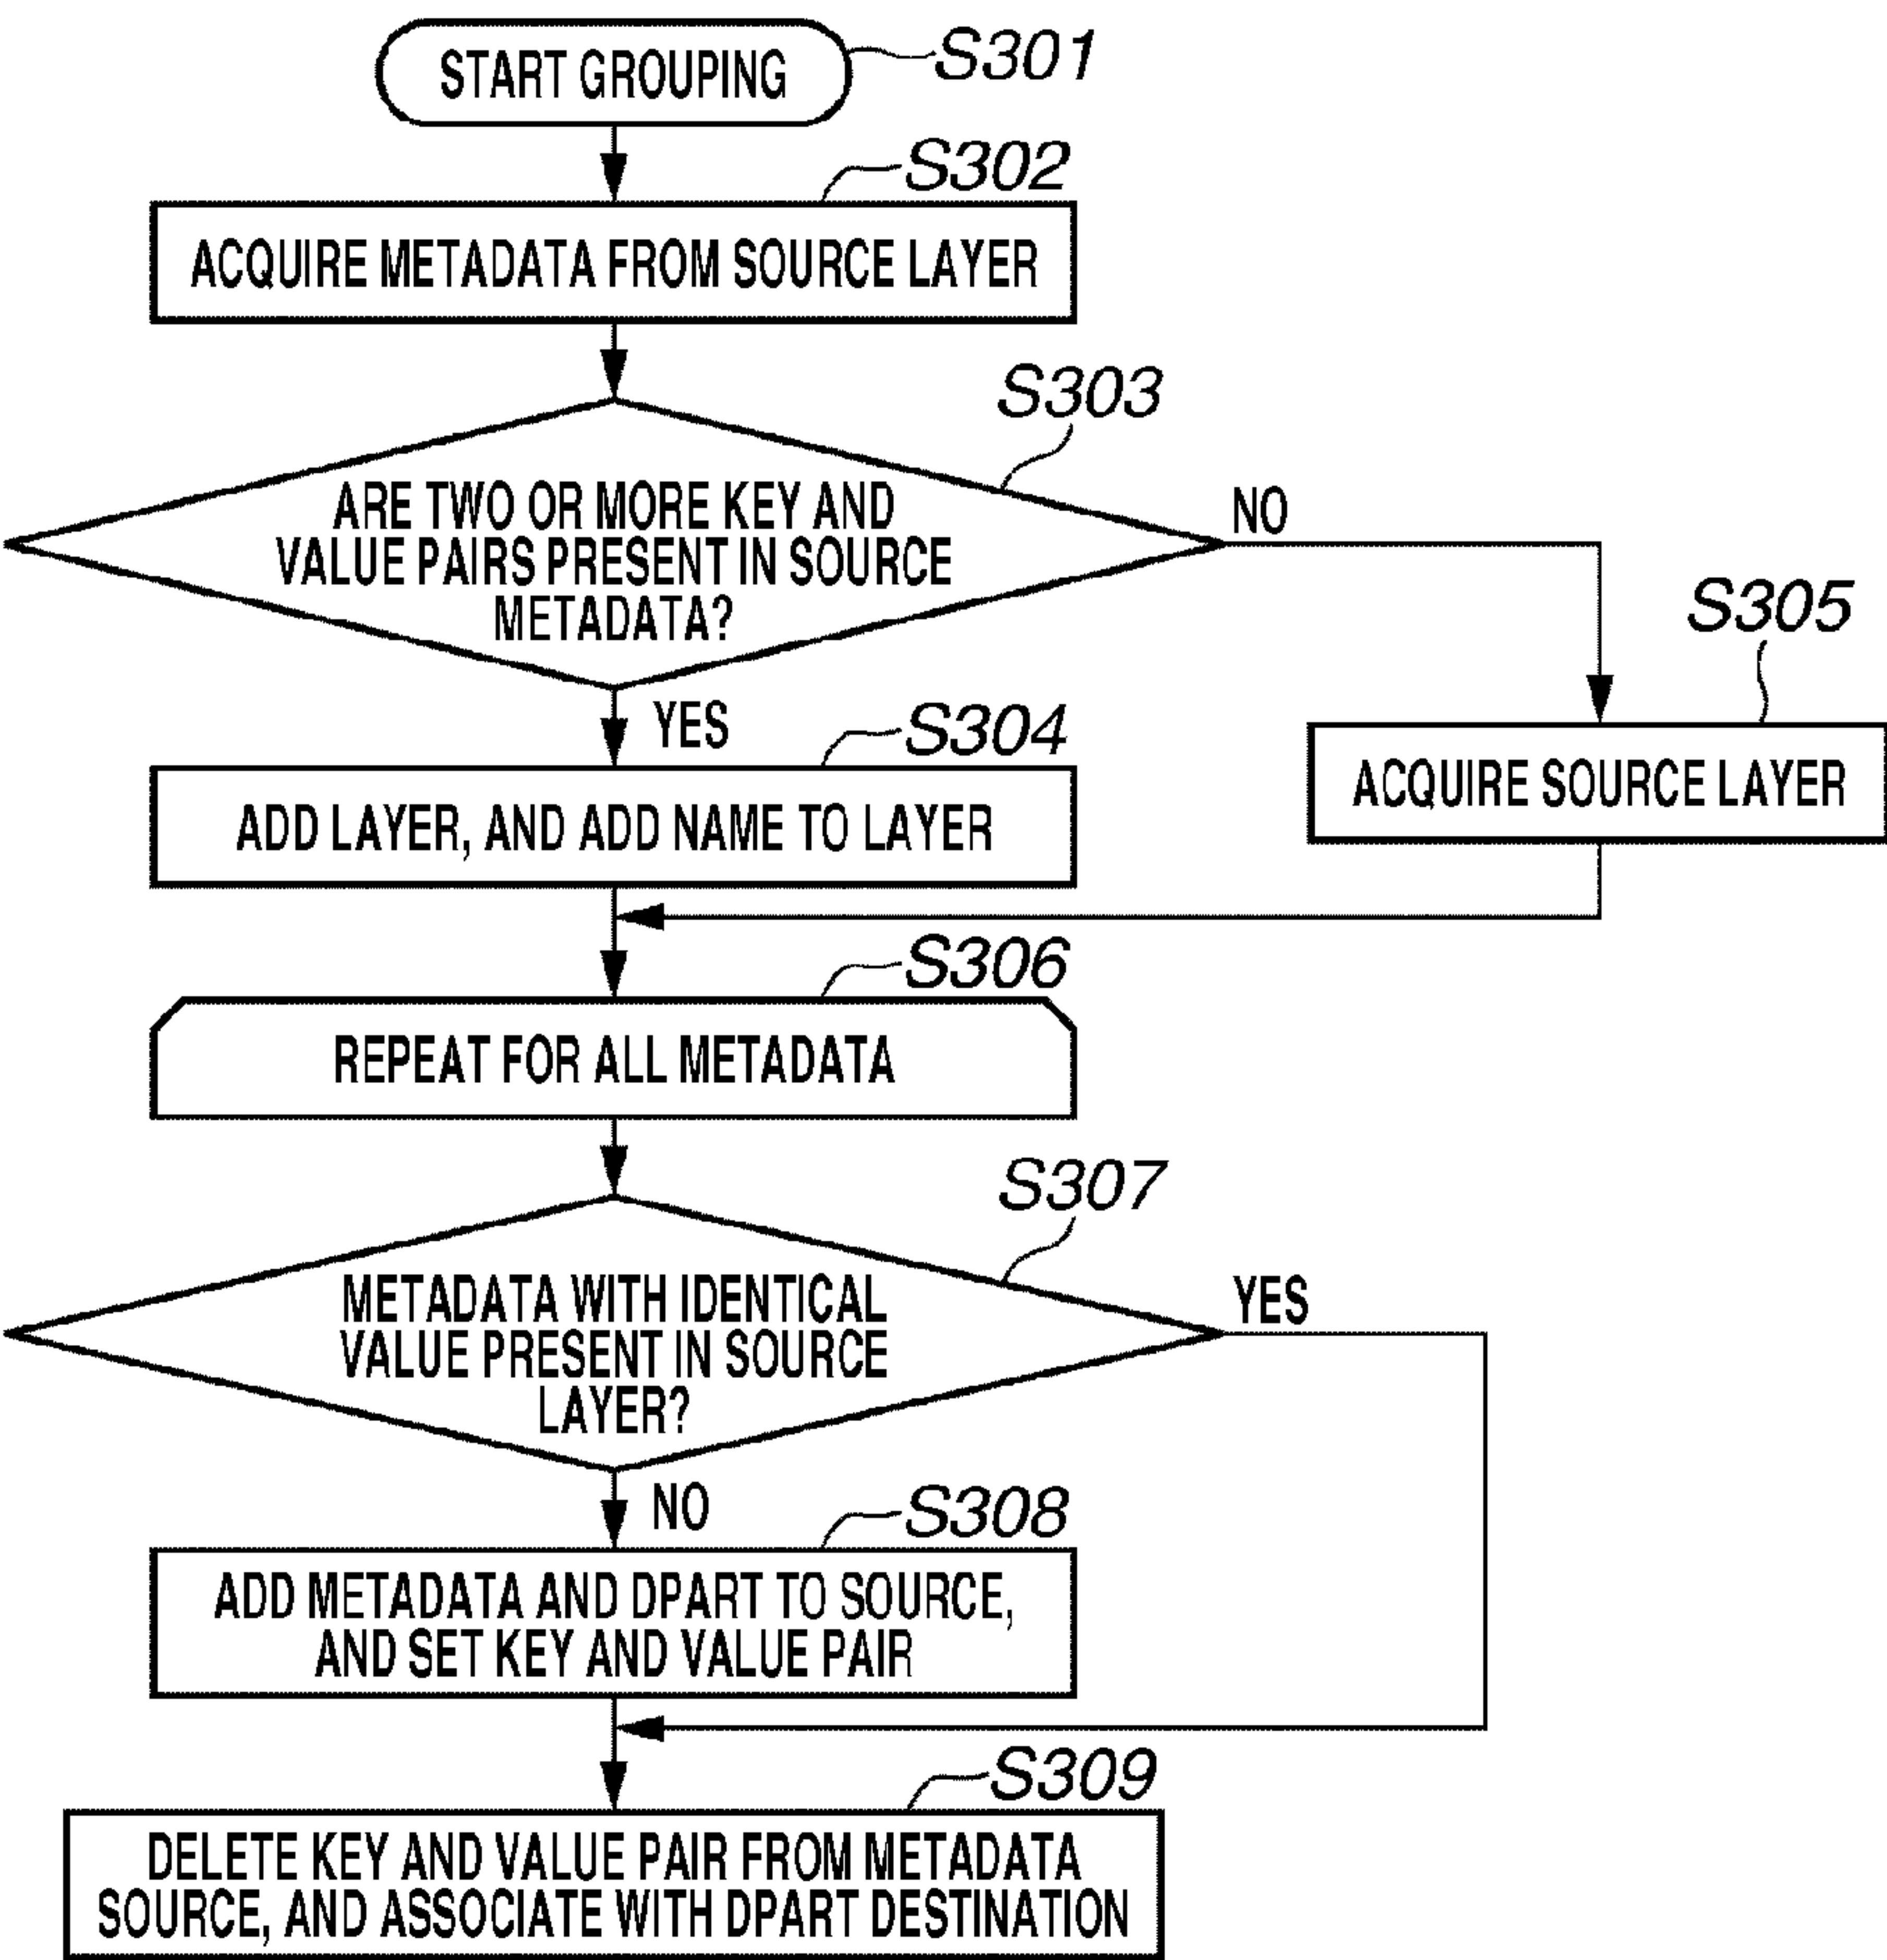 START GROUPING
S301
S302
ACQUIRE METADATA FROM SOURCE LAYER
S303
ARE TWO OR MORE KEY AND
VALUE PAIRS PRESENT IN SOURCE
METADATA?
NO
YES
S305
ACQUIRE SOURCE LAYER
S304
ADD LAYER, AND ADD NAME TO LAYER
S306
REPEAT FOR ALL METADATA
S307
METADATA WITH IDENTICAL
VALUE PRESENT IN SOURCE
LAYER?
YES
NO
S308
ADD METADATA AND DPART TO SOURCE,
AND SET KEY AND VALUE PAIR
S309
DELETE KEY AND VALUE PAIR FROM METADATA
SOURCE, AND ASSOCIATE WITH DPART DESTINATION